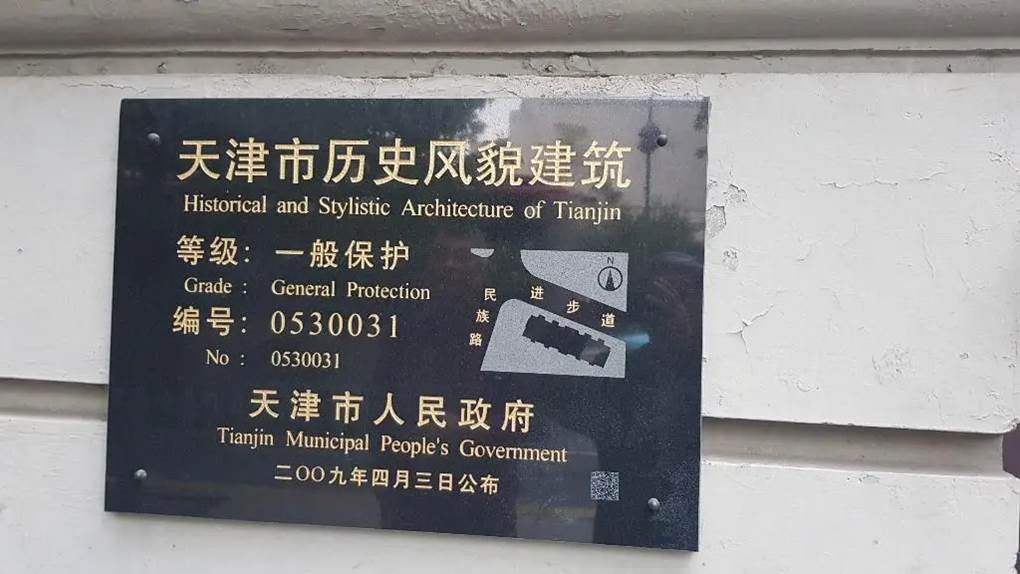 天津市历史风貌建筑
Historical and Stylistic Architecture of Tianjin
等级：一般保护
Grade : General Protection
编号：0530031
No : 0530031
N
民族路
进步道
天津市人民政府
Tianjin Municipal People's Government
二〇〇九年四月三日公布